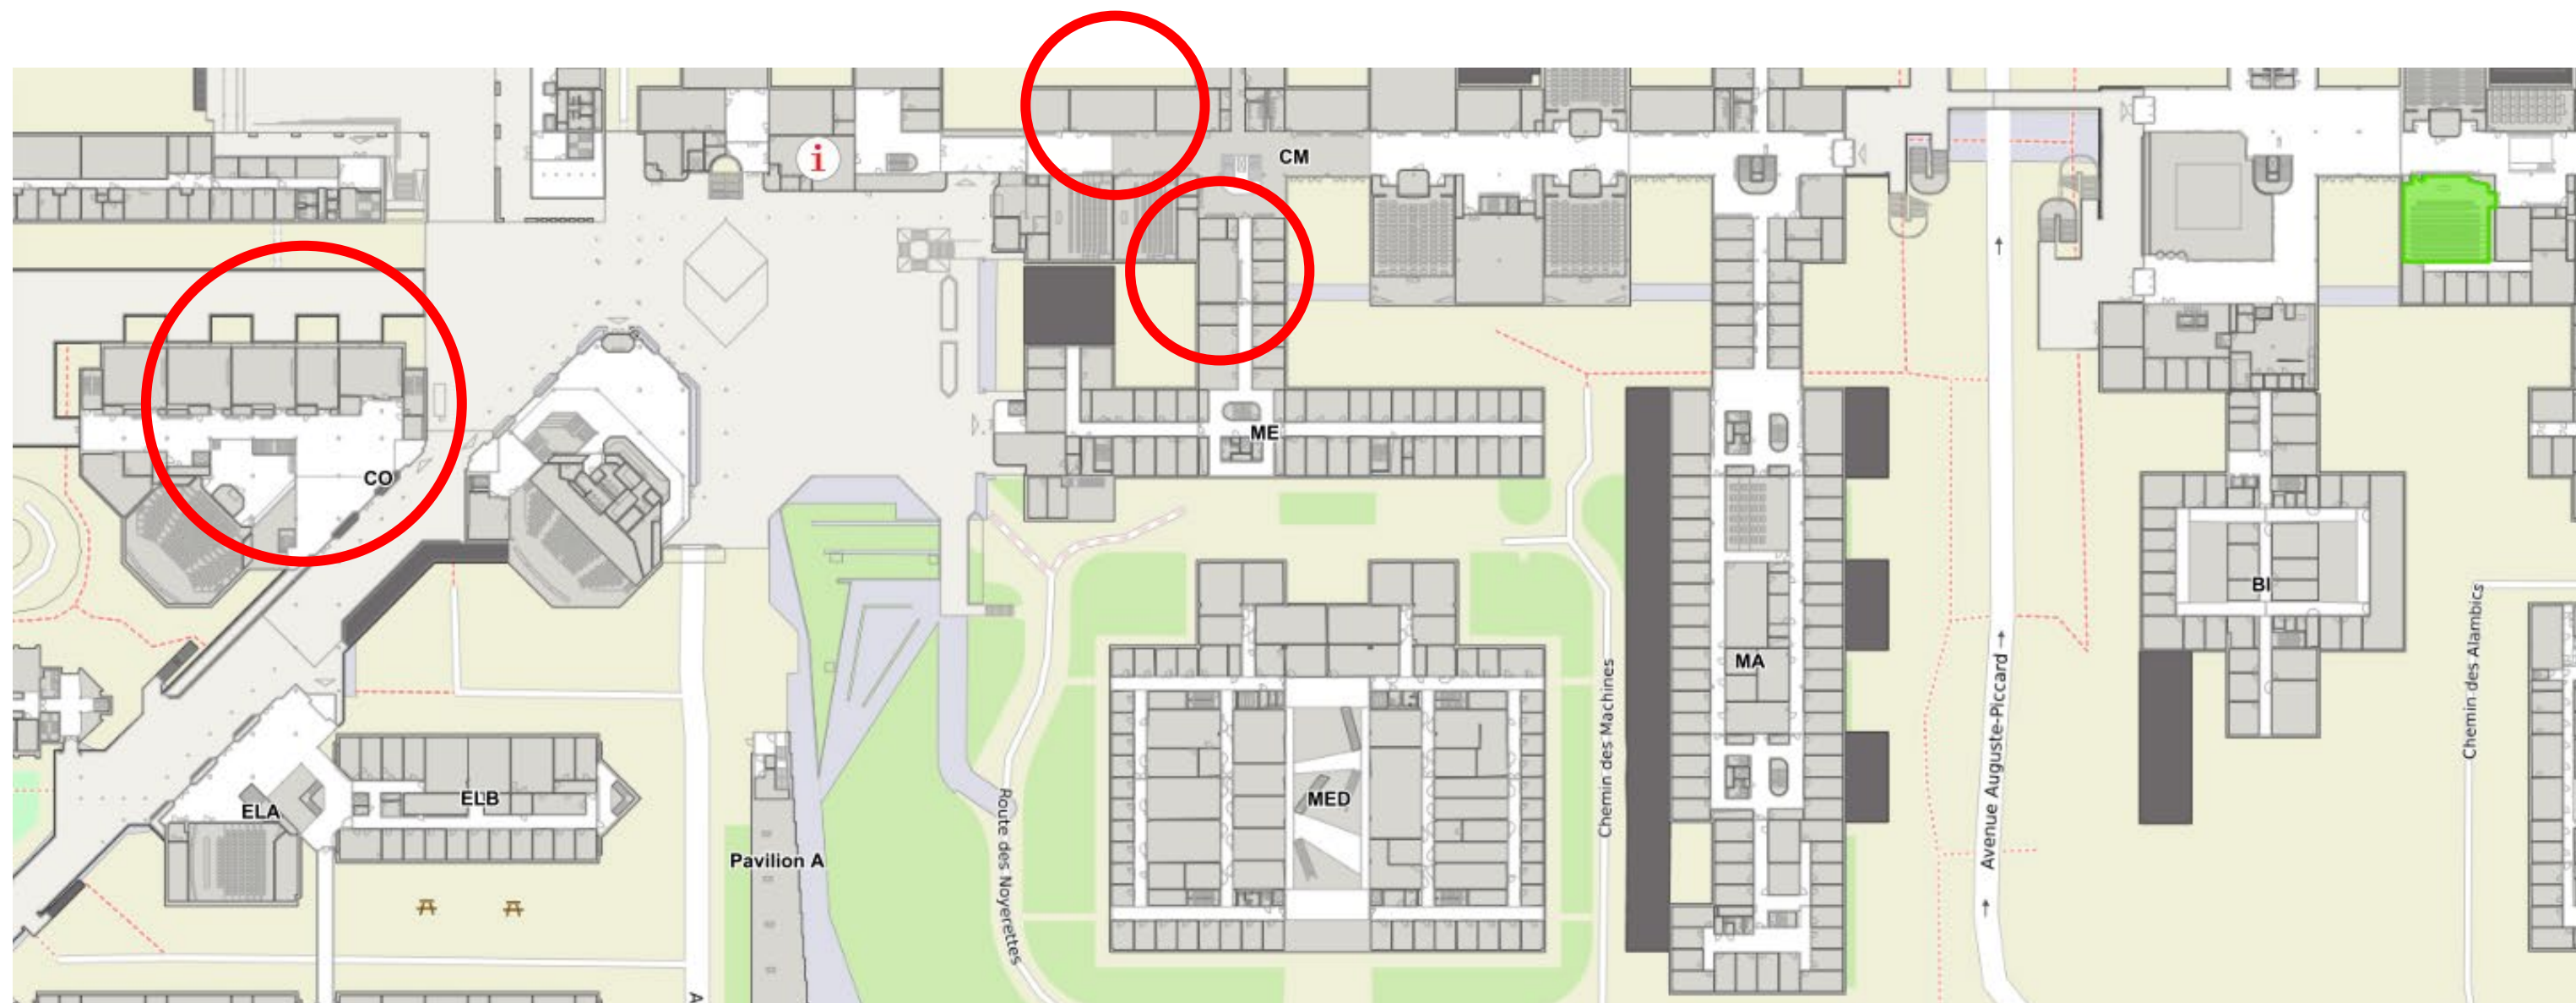 i
CM
ME
CO
BI
MA
MED
ELA
ELB
Pavilion A
Route des Noyerettes
Chemin des Machines
Avenue Auguste-Piccard
Chemin des Alambics
A